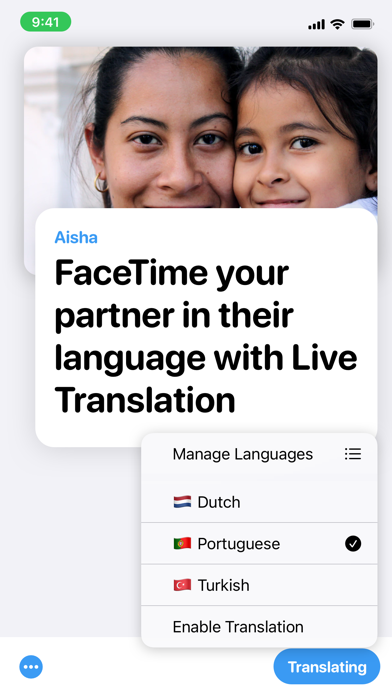 9:41
Aisha
FaceTime your
partner in their
language with Live
Translation
Manage Languages
Dutch
Portuguese
Turkish
Enable Translation
Translating